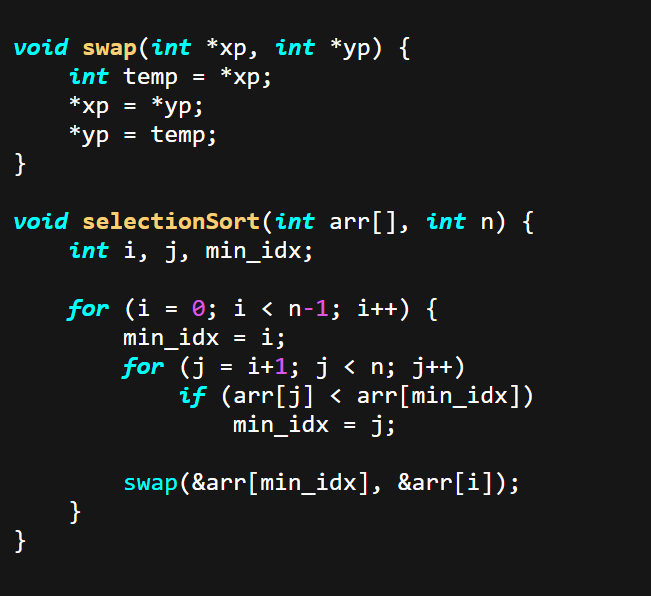 void swap(int *xp, int *yp) {
    int temp = *xp;
    *xp = *yp;
    *yp = temp;
}

void selectionSort(int arr[], int n) {
    int i, j, min_idx;

    for (i = 0; i < n-1; i++) {
        min_idx = i;
        for (j = i+1; j < n; j++)
            if (arr[j] < arr[min_idx])
                min_idx = j;

        swap(&arr[min_idx], &arr[i]);
    }
}